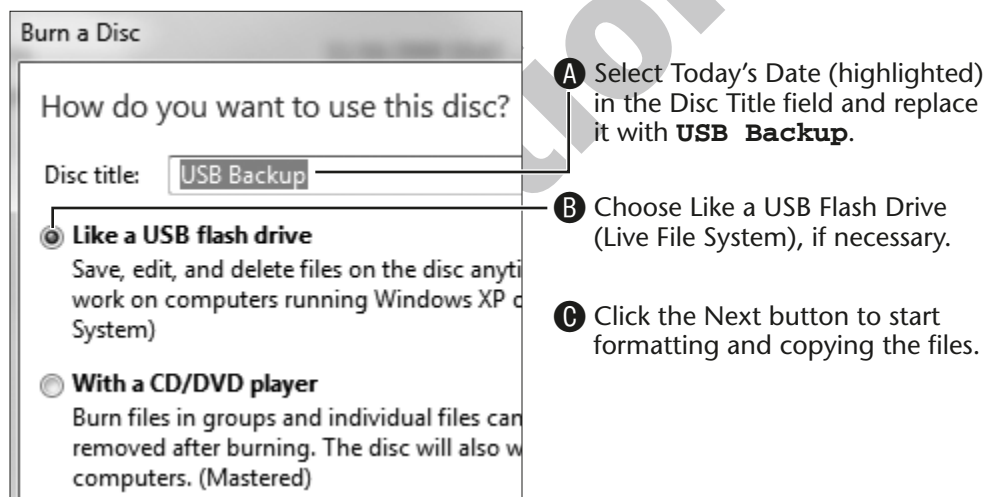 Burn a Disc
How do you want to use this disc?
Disc title: USB Backup
Like a USB flash drive
Save, edit, and delete files on the disc anyti
work on computers running Windows XP o
System)
With a CD/DVD player
Burn files in groups and individual files can
removed after burning. The disc will also w
computers. (Mastered)
A Select Today's Date (highlighted)
in the Disc Title field and replace
it with USB Backup.
B Choose Like a USB Flash Drive
(Live File System), if necessary.
C Click the Next button to start
formatting and copying the files.